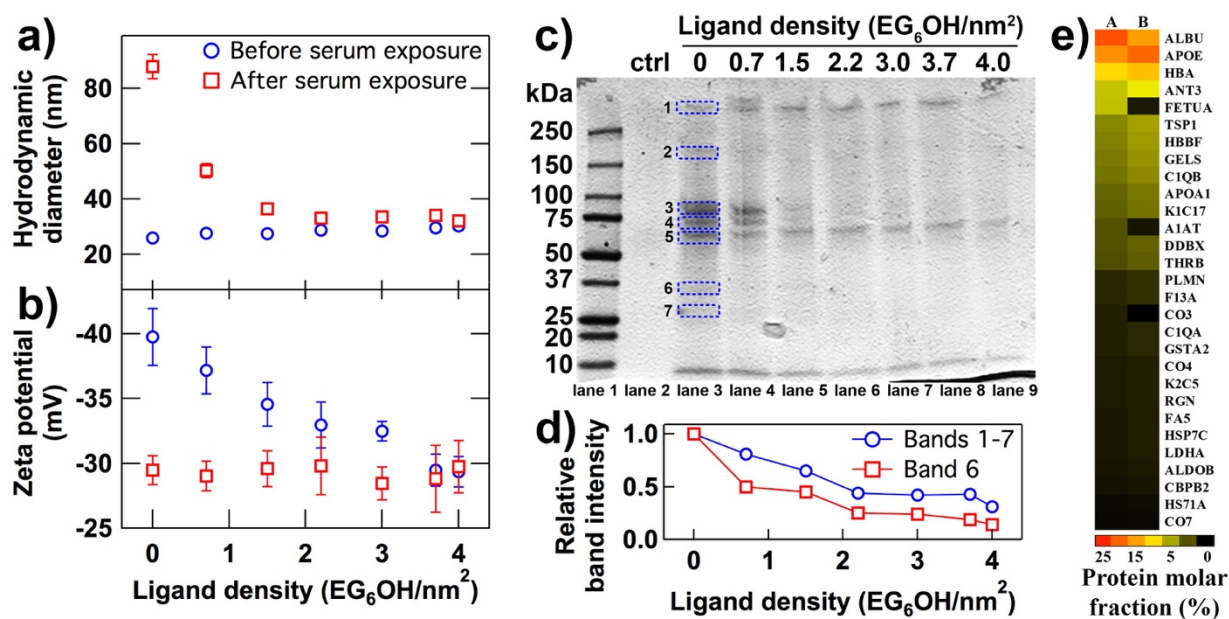 a)
Before serum exposure
After serum exposure
Hydrodynamic
diameter (nm)
80
60
40
20
b)
Zeta potential
(mV)
-40
-35
-30
-25
0 1 2 3 4
Ligand density (EG6OH/nm2)
c)
Ligand density (EG6OH/nm2)
ctrl 0 0.7 1.5 2.2 3.0 3.7 4.0
kDa
250
150
100
75
50
37
25
20
10
1
2
3
4
5
6
7
lane 1 lane 2 lane 3 lane 4 lane 5 lane 6 lane 7 lane 8 lane 9
d)
Bands 1-7
Band 6
Relative
band intensity
1.0
0.5
0.0
0 1 2 3 4
Ligand density (EG6OH/nm2)
e)
A B
ALBU
APOE
HBA
ANT3
FETUA
TSP1
HBBF
GELS
C1QB
APOA1
K1C17
A1AT
DDBX
THRB
PLMN
F13A
CO3
C1QA
GSTA2
CO4
K2C5
RGN
FA5
HSP7C
LDHA
ALDOB
CBPB2
HS71A
CO7
25 15 5 0
Protein molar
fraction (%)